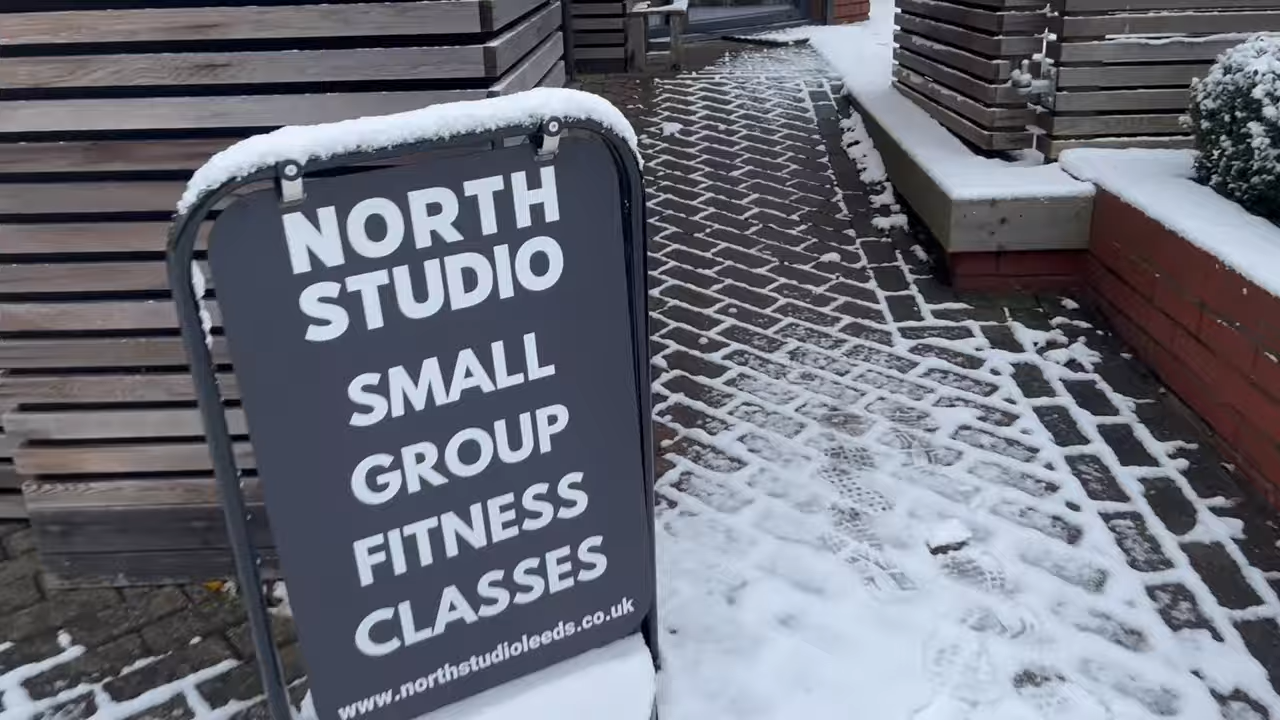 NORTH
STUDIO
SMALL
GROUP
FITNESS
CLASSES
www.northstudioleeds.co.uk